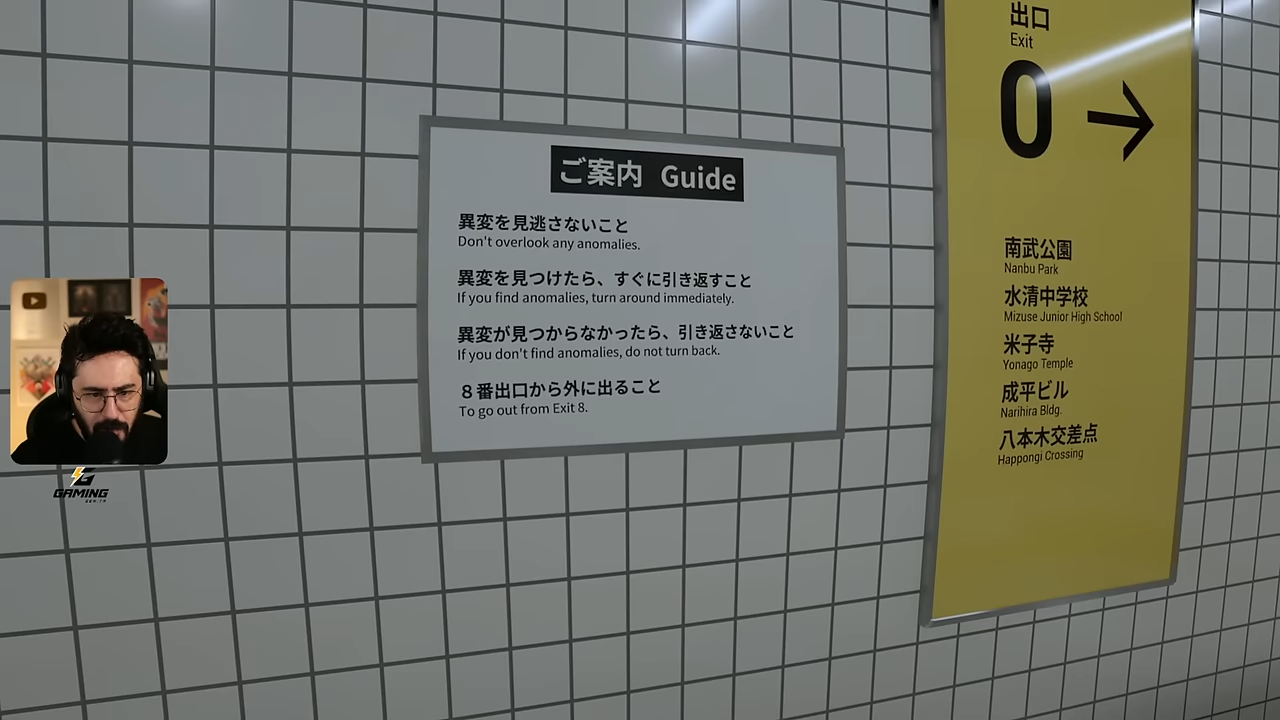 ご案内 Guide
異変を見逃さないこと
Don't overlook any anomalies.
異変を見つけたら、すぐに引き返すこと
If you find anomalies, turn around immediately.
異変が見つからなかったら、引き返さないこと
If you don't find anomalies, do not turn back.
８番出口から外に出ること
To go out from Exit 8.
出口
Exit
0
南武公園
Nanbu Park
水清中学校
Mizuse Junior High School
米子寺
Yonago Temple
成平ビル
Narihira Bldg.
八本木交差点
Happongi Crossing
GAMING